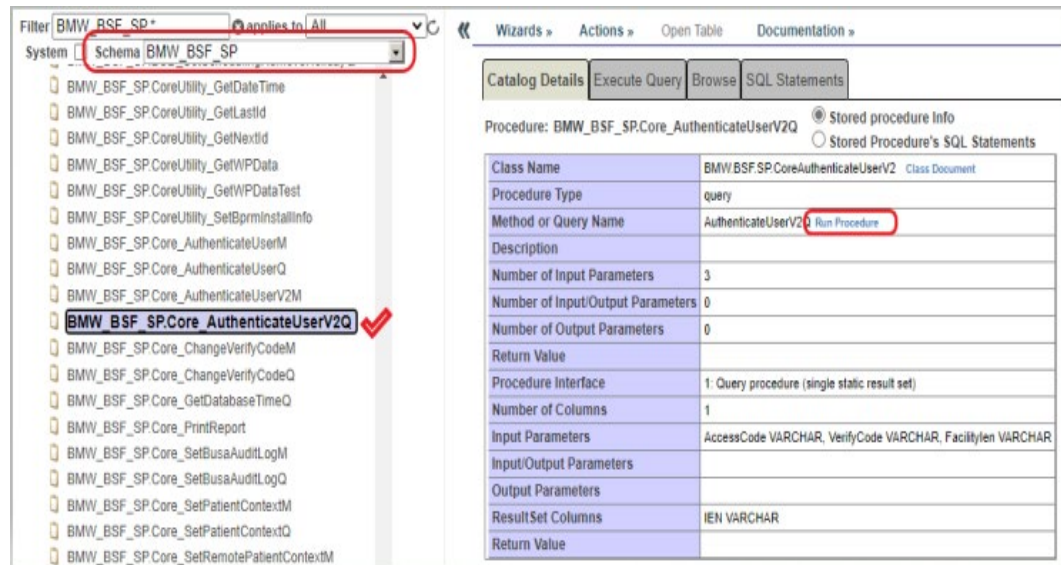 Filter BMW_BSF_SP.* applies to All
System Schema BMW_BSF_SP
BMW_BSF_SP.CoreUtility_GetDateTime
BMW_BSF_SP.CoreUtility_GetLastId
BMW_BSF_SP.CoreUtility_GetNextId
BMW_BSF_SP.CoreUtility_GetWPData
BMW_BSF_SP.CoreUtility_GetWPDataTest
BMW_BSF_SP.CoreUtility_SetBprmInstallInfo
BMW_BSF_SP.Core_AuthenticateUserM
BMW_BSF_SP.Core_AuthenticateUserQ
BMW_BSF_SP.Core_AuthenticateUserV2M
BMW_BSF_SP.Core_AuthenticateUserV2Q
BMW_BSF_SP.Core_ChangeVerifyCodeM
BMW_BSF_SP.Core_ChangeVerifyCodeQ
BMW_BSF_SP.Core_GetDatabaseTimeQ
BMW_BSF_SP.Core_PrintReport
BMW_BSF_SP.Core_SetBusaAuditLogM
BMW_BSF_SP.Core_SetBusaAuditLogQ
BMW_BSF_SP.Core_SetPatientContextM
BMW_BSF_SP.Core_SetPatientContextQ
BMW_BSF_SP.Core_SetRemotePatientContextM
« Wizards » Actions » Open Table Documentation »
Catalog Details Execute Query Browse SQL Statements
Procedure: BMW_BSF_SP.Core_AuthenticateUserV2Q
Stored procedure Info
Stored Procedure's SQL Statements
Class Name BMW.BSF.SP.CoreAuthenticateUserV2 Class Document
Procedure Type query
Method or Query Name AuthenticateUserV2Q Run Procedure
Description
Number of Input Parameters 3
Number of Input/Output Parameters 0
Number of Output Parameters 0
Return Value
Procedure Interface 1: Query procedure (single static result set)
Number of Columns 1
Input Parameters AccessCode VARCHAR, VerifyCode VARCHAR, FacilityIen VARCHAR
Input/Output Parameters
Output Parameters
ResultSet Columns IEN VARCHAR
Return Value